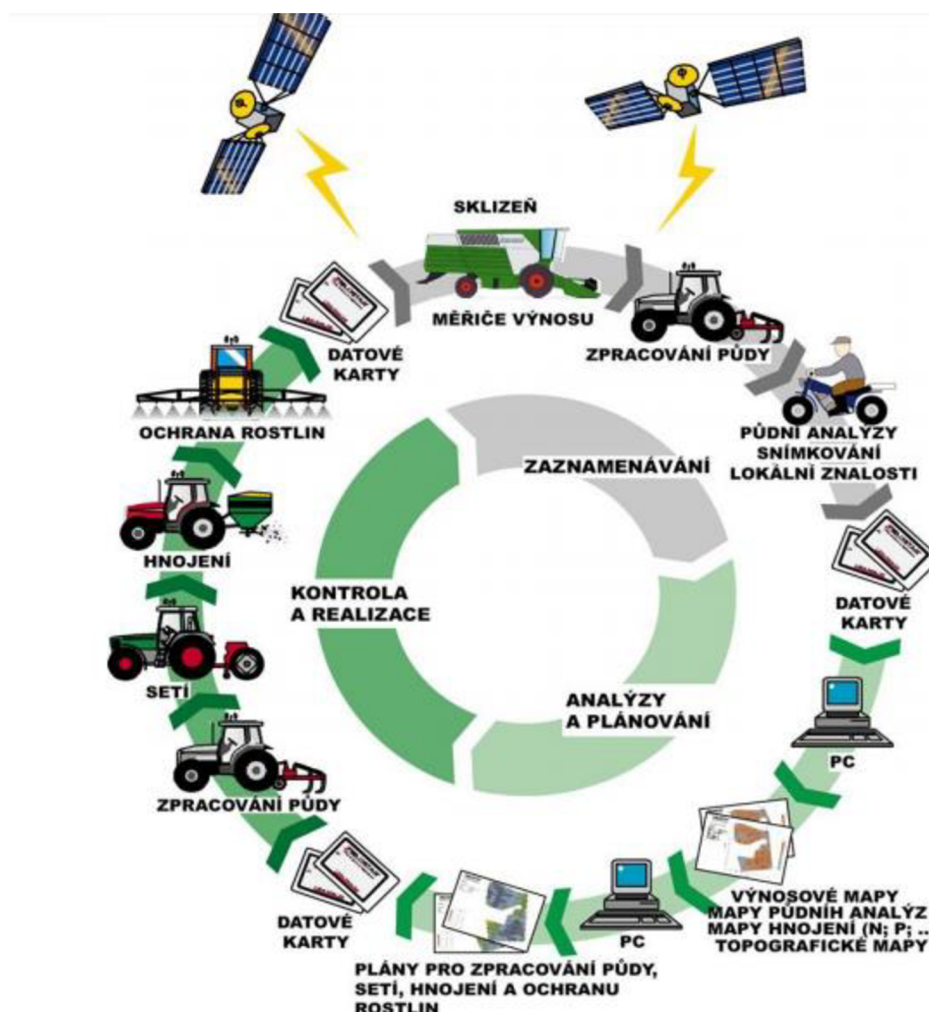 SKLIZEŇ
MĚŘIČE VÝNOSU
ZPRACOVÁNÍ PŮDY
PŮDNÍ ANALÝZY
SNÍMKOVÁNÍ
LOKÁLNÍ ZNALOSTI
DATOVÉ
KARTY
PC
VÝNOSOVÉ MAPY
MAPY PŮDNÍH ANALÝZ
MAPY HNOJENÍ (N; P; ..
TOPOGRAFICKÉ MAPY
PC
PLÁNY PRO ZPRACOVÁNÍ PŮDY,
SETÍ, HNOJENÍ A OCHRANU
ROSTLIN
DATOVÉ
KARTY
ZPRACOVÁNÍ PŮDY
SETÍ
HNOJENÍ
OCHRANA ROSTLIN
DATOVÉ
KARTY
ZAZNAMENÁVÁNÍ
ANALÝZY
A PLÁNOVÁNÍ
KONTROLA
A REALIZACE